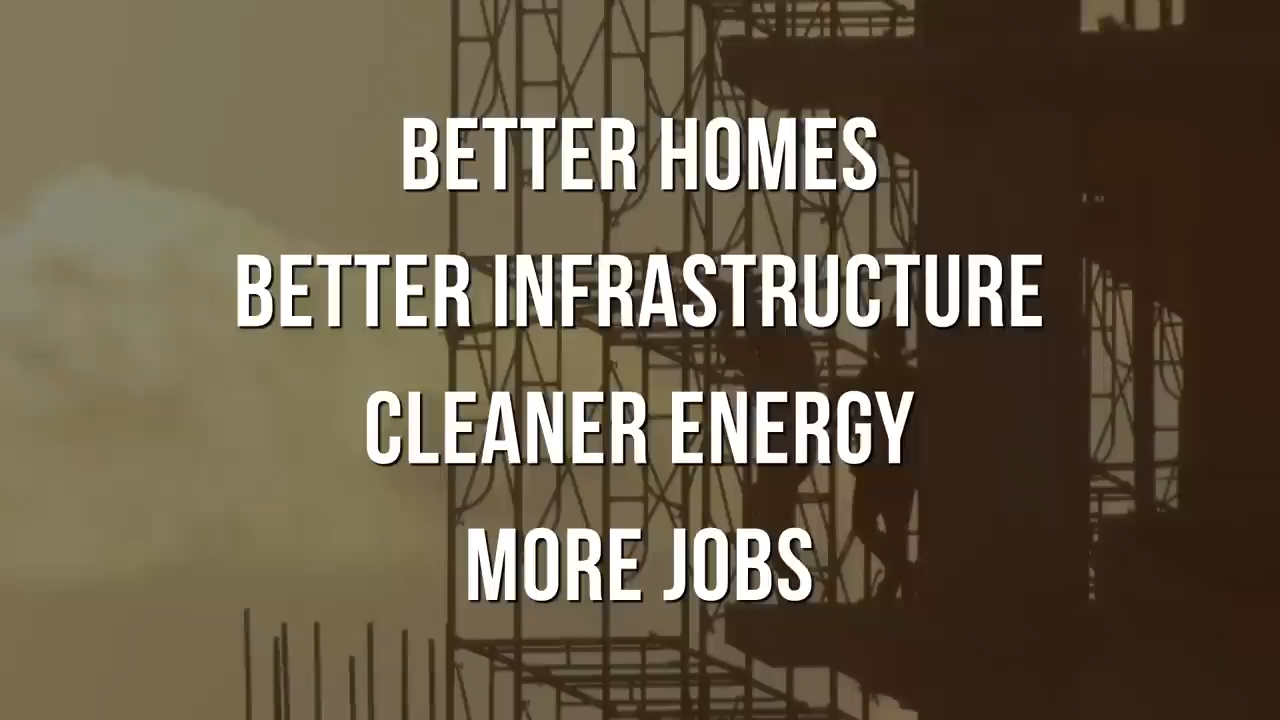 BETTER HOMES
BETTER INFRASTRUCTURE
CLEANER ENERGY
MORE JOBS